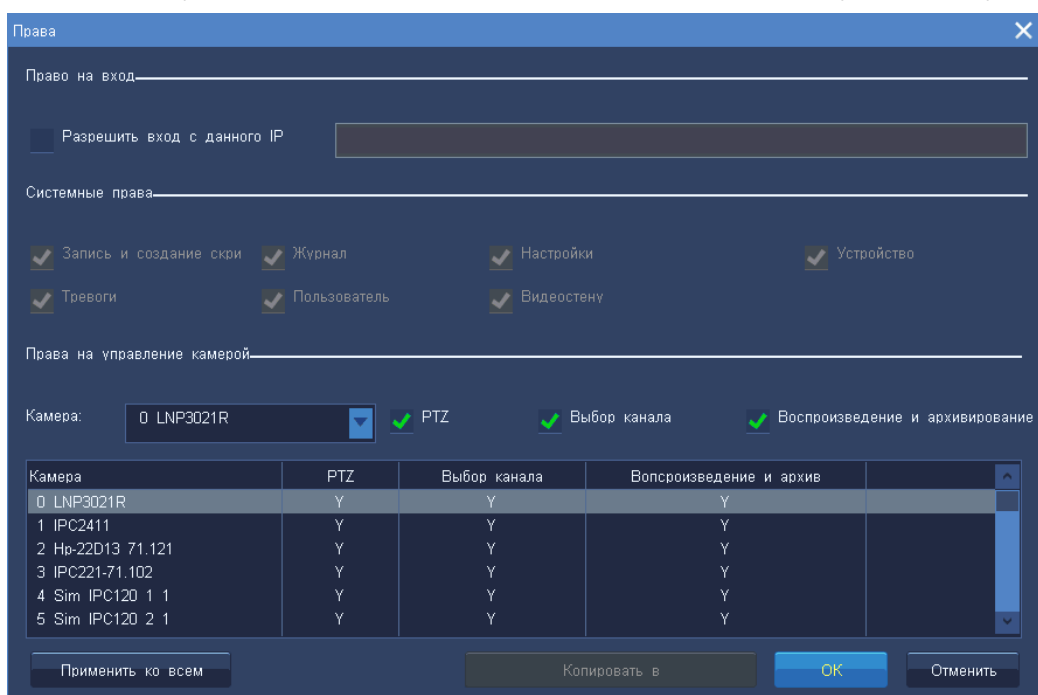 Права
Право на вход
Разрешить вход с данного IP
Системные права
Запись и создание скри Журнал Настройки Устройство
Тревоги Пользователь Видеостену
Права на управление камерой
Камера: 0 LNP3021R PTZ Выбор канала Воспроизведение и архивирование
Камера PTZ Выбор канала Вопсроизведение и архив
0 LNP3021R Y Y Y
1 IPC2411 Y Y Y
2 Hp-22D13 71.121 Y Y Y
3 IPC221-71.102 Y Y Y
4 Sim IPC120 1 1 Y Y Y
5 Sim IPC120 2 1 Y Y Y
Применить ко всем Копировать в OK Отменить